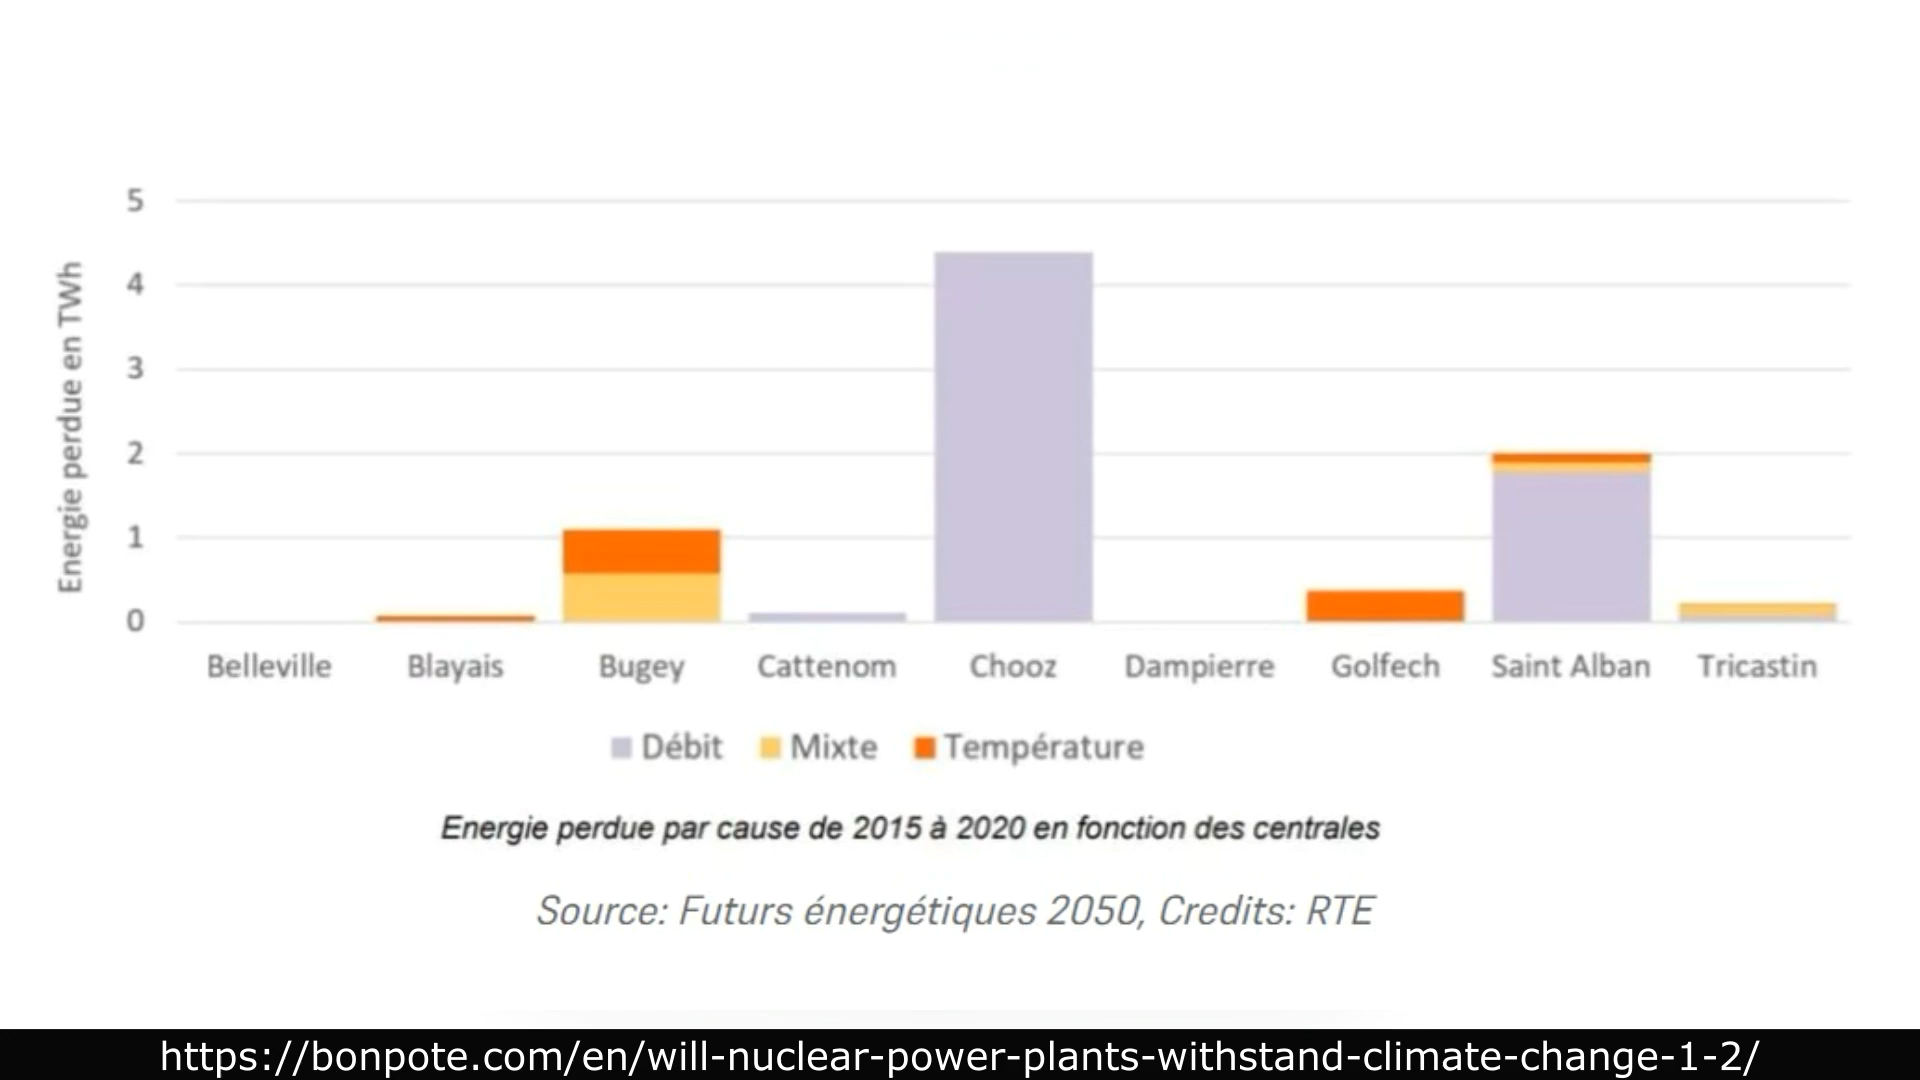 Energie perdue en TWh
5
4
3
2
1
0
Belleville Blayais Bugey Cattenom Chooz Dampierre Golfech Saint Alban Tricastin
Débit Mixte Température
Energie perdue par cause de 2015 à 2020 en fonction des centrales
Source: Futurs énergétiques 2050, Credits: RTE
https://bonpote.com/en/will-nuclear-power-plants-withstand-climate-change-1-2/